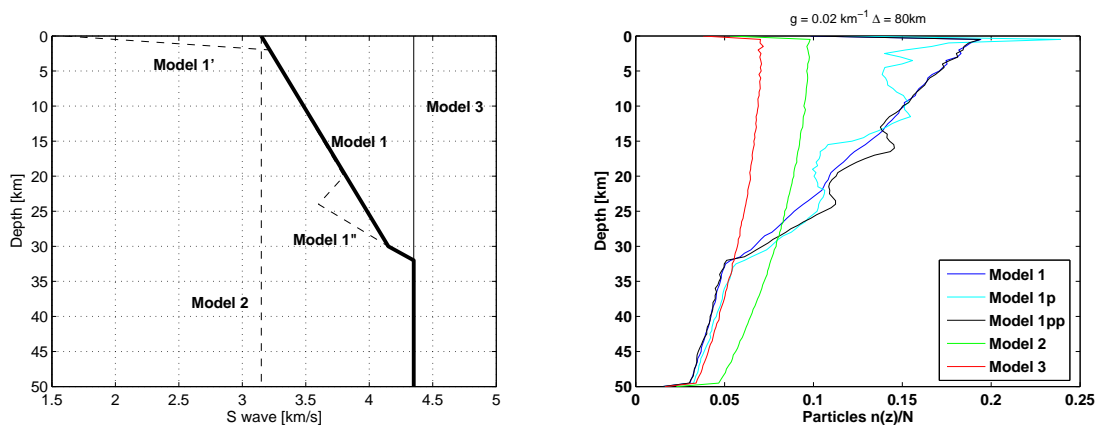 0
5
10
15
20
25
30
35
40
45
50
Depth [km]
1.5
2
2.5
3
3.5
4
4.5
5
S wave [km/s]
Model 1'
Model 1
Model 3
Model 1"
Model 2
g = 0.02 km⁻¹ Δ = 80km
0
5
10
15
20
25
30
35
40
45
50
Depth [km]
0
0.05
0.1
0.15
0.2
0.25
Particles n(z)/N
Model 1
Model 1p
Model 1pp
Model 2
Model 3